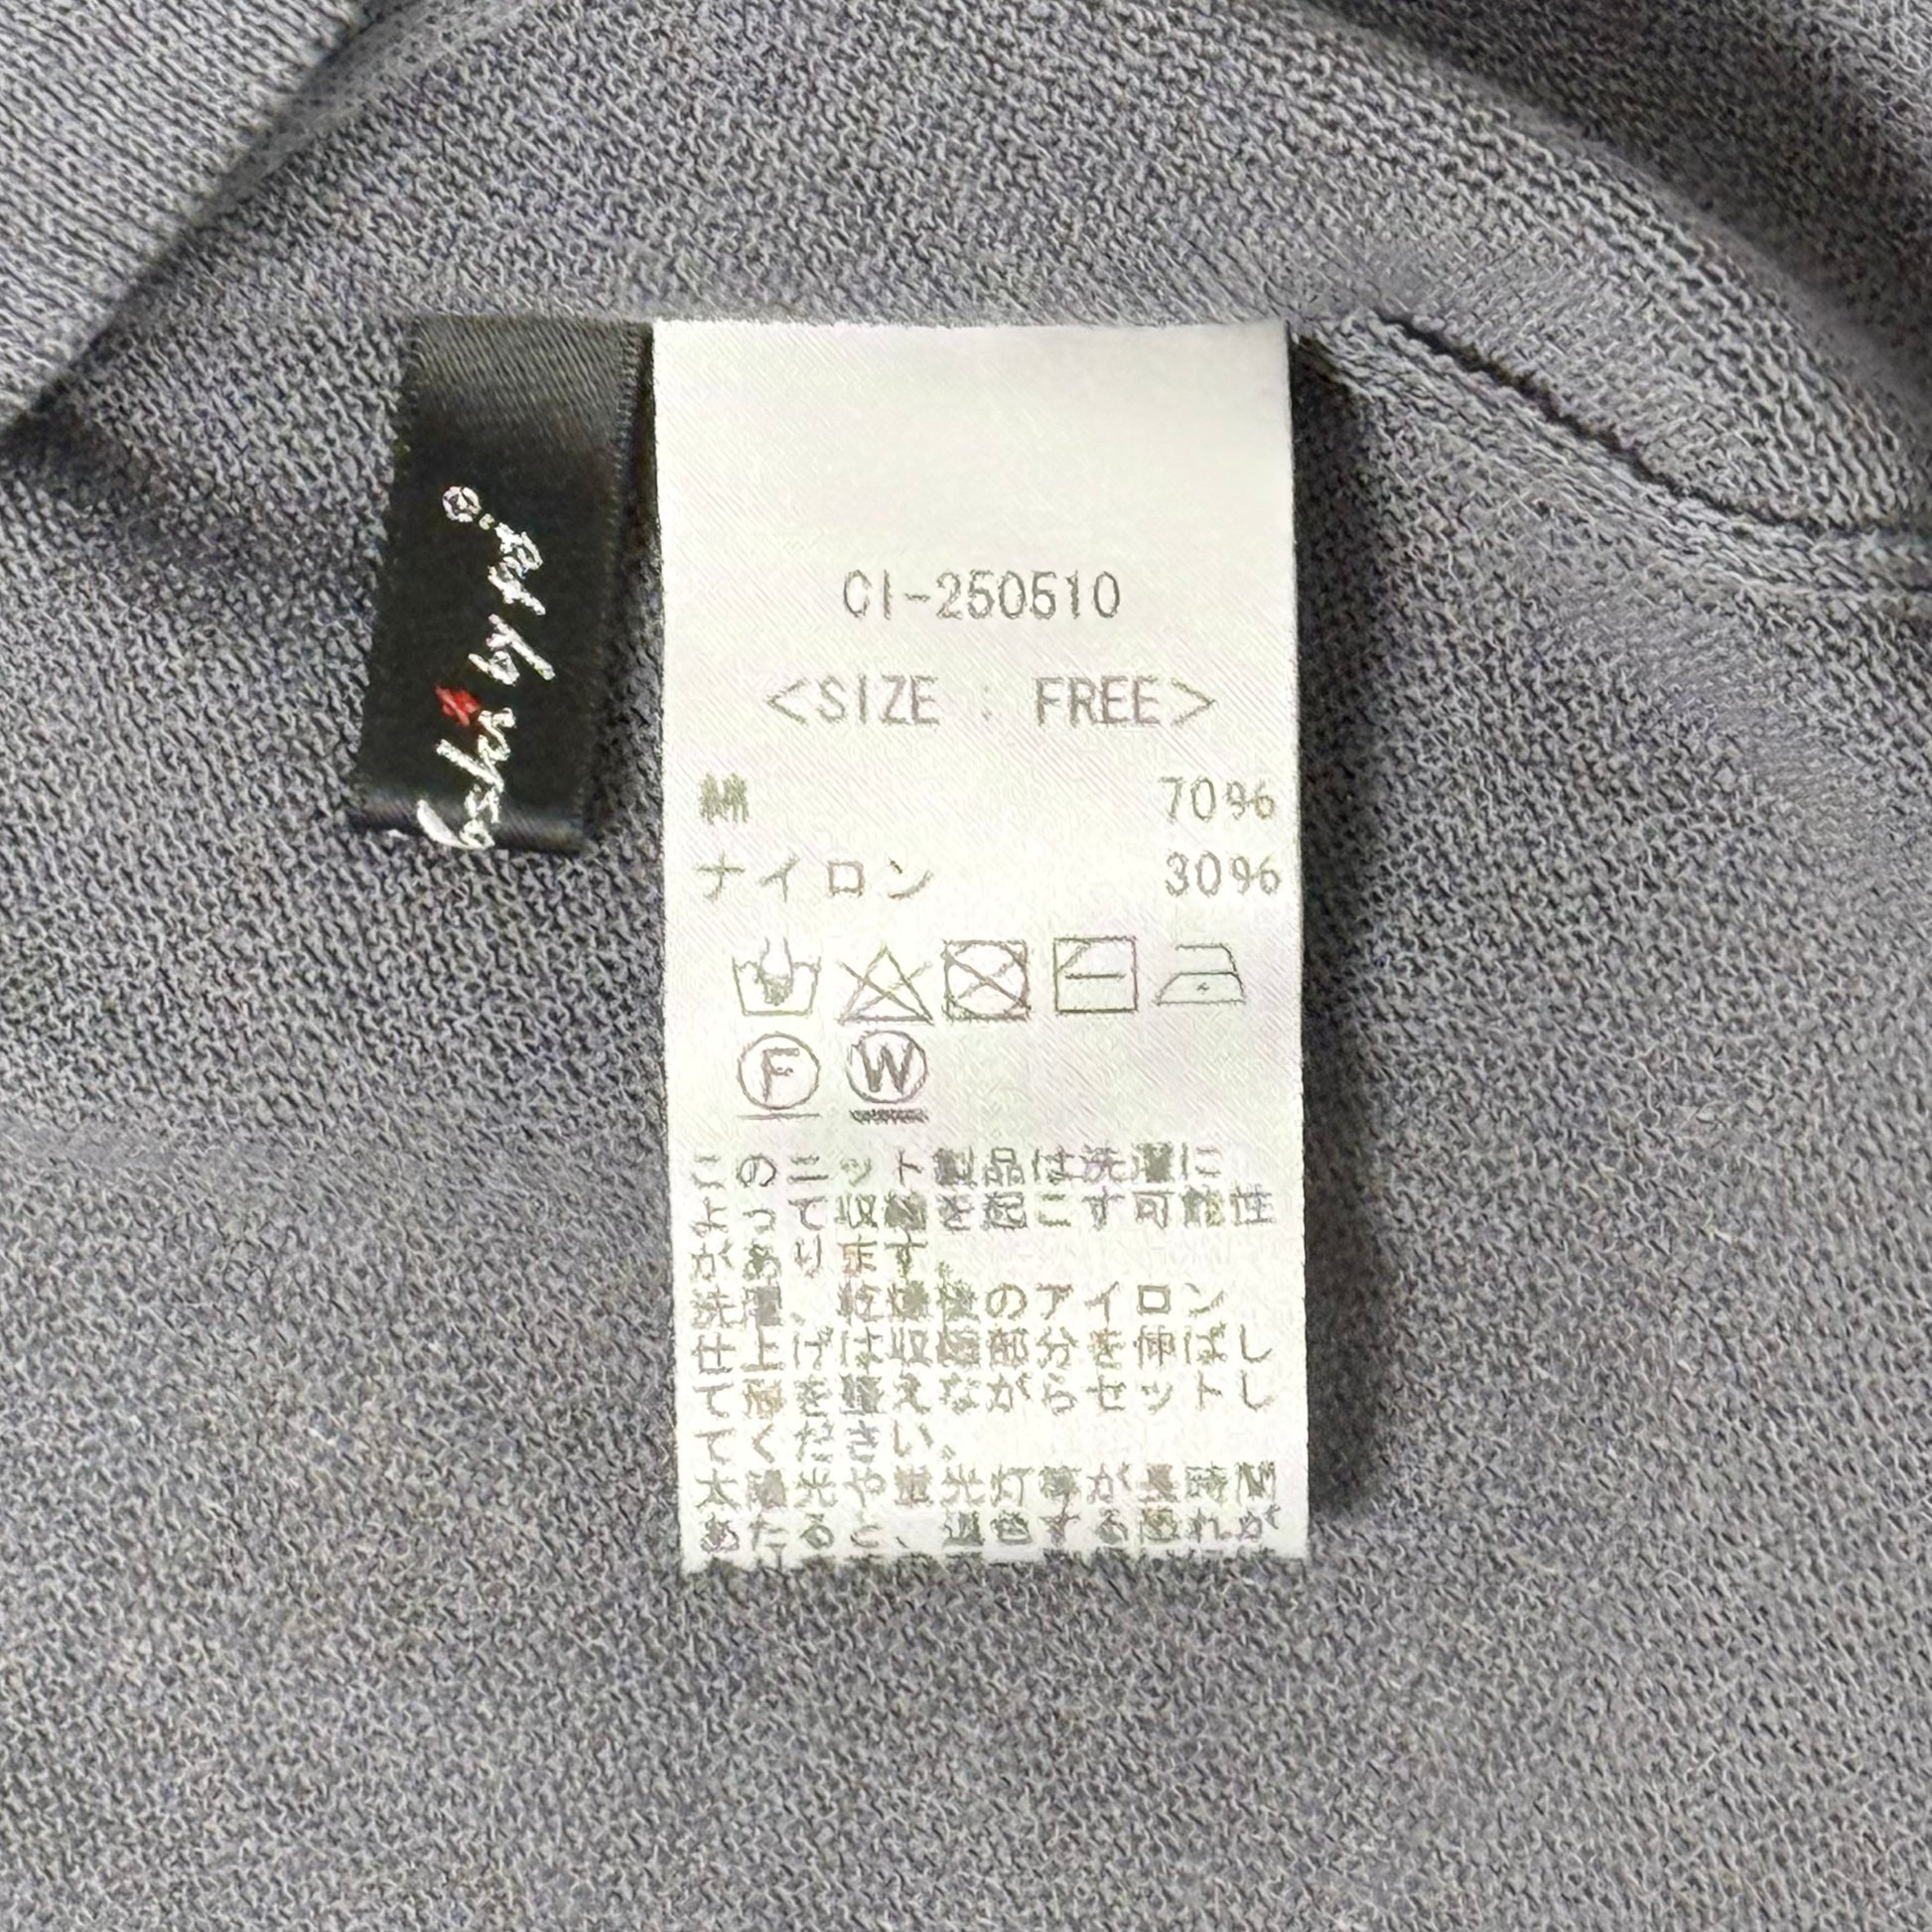 CI-250510
<SIZE : FREE>
綿 70%
ナイロン 30%
F W
このニット製品は洗濯に
よって収縮を起こす可能性
があります。
洗濯、乾燥後のアイロン
仕上げは収縮部分を伸ばし
て形を整えながらセットし
てください。
太陽光や蛍光灯等が長時間
あたると、退色する恐れが
by